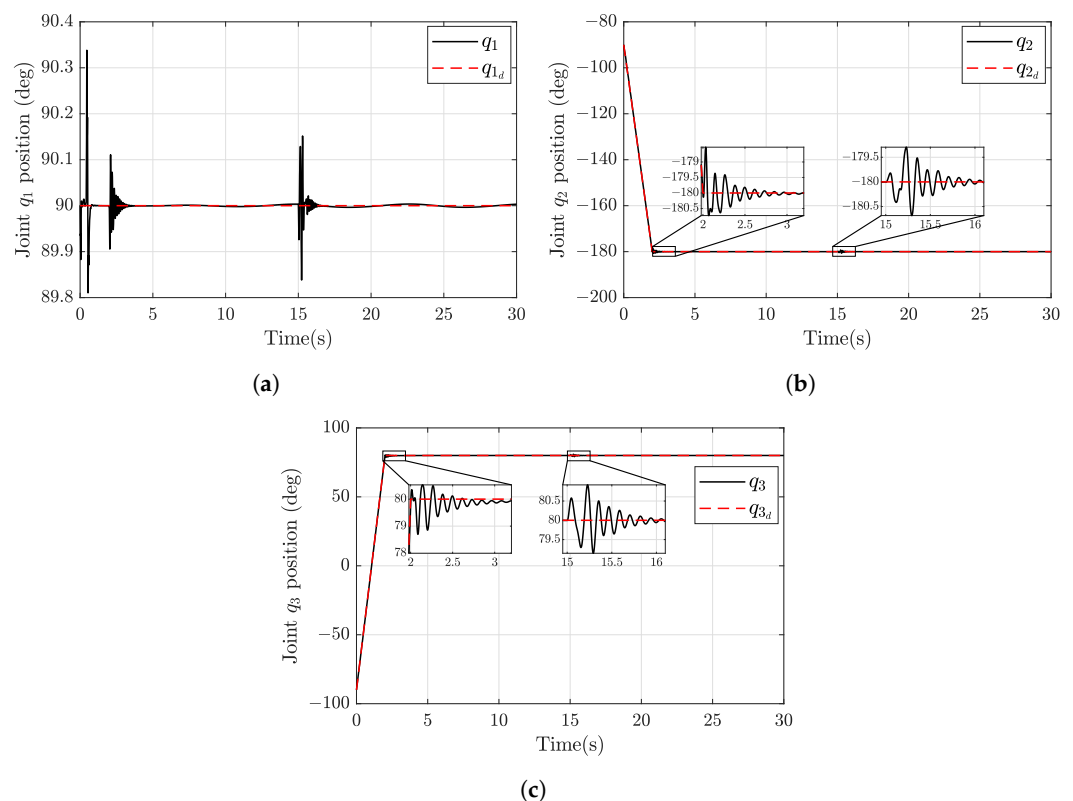 90.4
90.3
90.2
90.1
90
89.9
89.8
0 5 10 15 20 25 30
Joint q1 position (deg)
Time(s)
q1
q1d
(a)
−80
−100
−120
−140
−160
−180
−200
0 5 10 15 20 25 30
Joint q2 position (deg)
Time(s)
q2
q2d
−179
−179.5
−180
−180.5
2 2.5 3
−179.5
−180
−180.5
15 15.5 16
(b)
100
50
0
−50
−100
0 5 10 15 20 25 30
Joint q3 position (deg)
Time(s)
q3
q3d
80
79
78
2 2.5 3
80.5
80
79.5
15 15.5 16
(c)